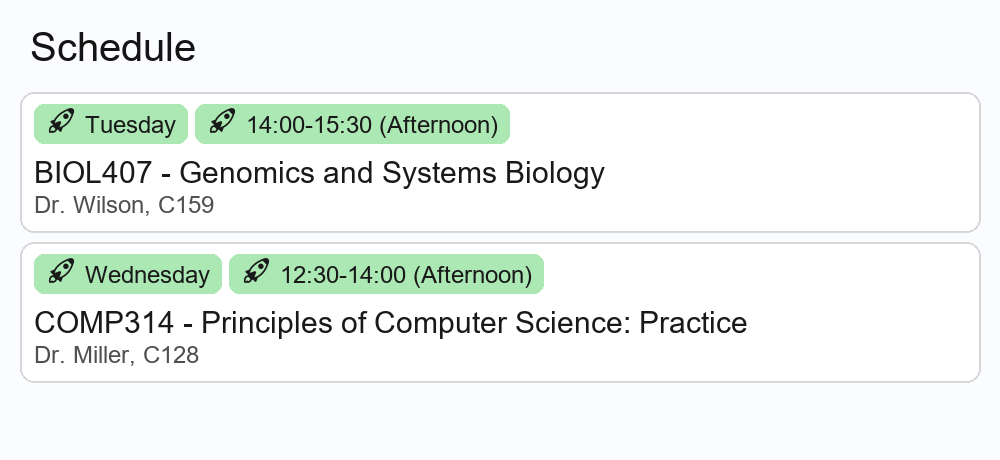 Schedule
Tuesday 14:00-15:30 (Afternoon)
BIOL407 - Genomics and Systems Biology
Dr. Wilson, C159
Wednesday 12:30-14:00 (Afternoon)
COMP314 - Principles of Computer Science: Practice
Dr. Miller, C128